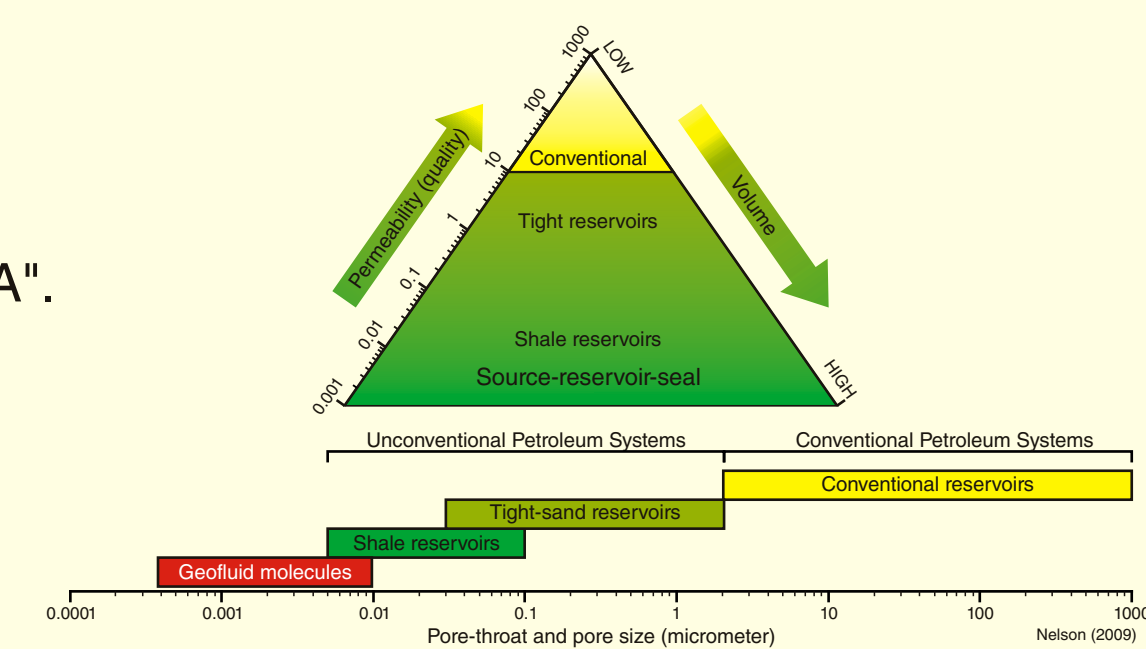 A".
1000
LOW
100
10
1
0.1
0.01
0.001
Permeability (quality)
Volume
HIGH
Conventional
Tight reservoirs
Shale reservoirs
Source-reservoir-seal
Unconventional Petroleum Systems
Conventional Petroleum Systems
Conventional reservoirs
Tight-sand reservoirs
Shale reservoirs
Geofluid molecules
0.0001 0.001 0.01 0.1 1 10 100 1000
Pore-throat and pore size (micrometer)
Nelson (2009)